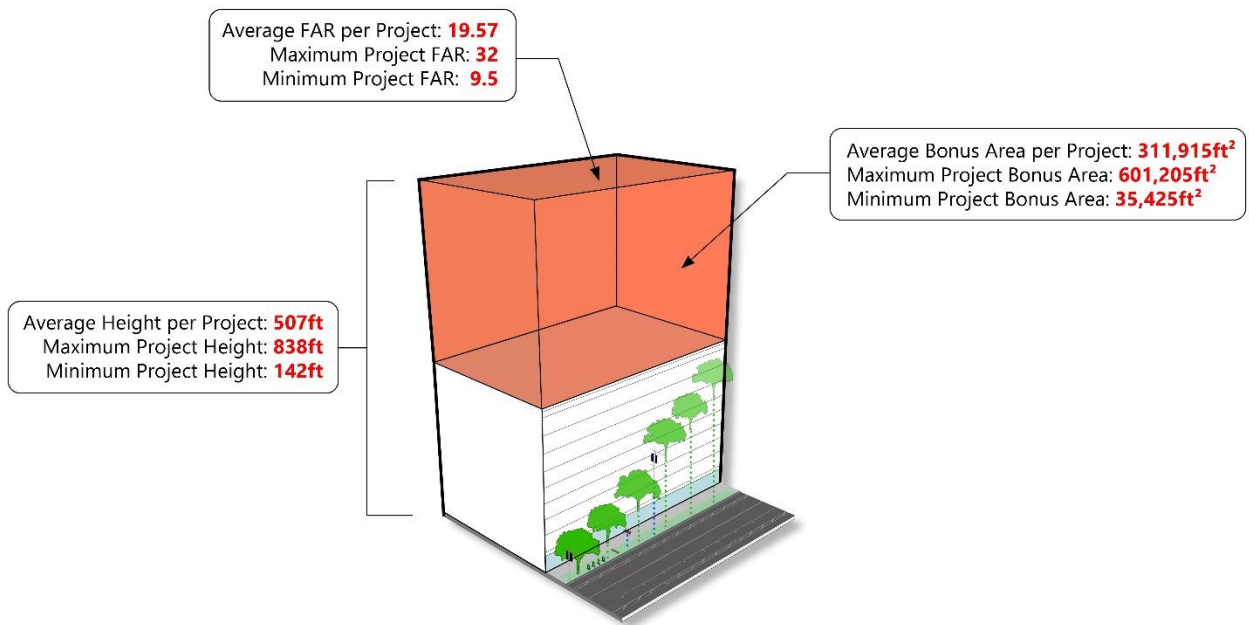 Average FAR per Project: 19.57
Maximum Project FAR: 32
Minimum Project FAR: 9.5
Average Bonus Area per Project: 311,915ft²
Maximum Project Bonus Area: 601,205ft²
Minimum Project Bonus Area: 35,425ft²
Average Height per Project: 507ft
Maximum Project Height: 838ft
Minimum Project Height: 142ft